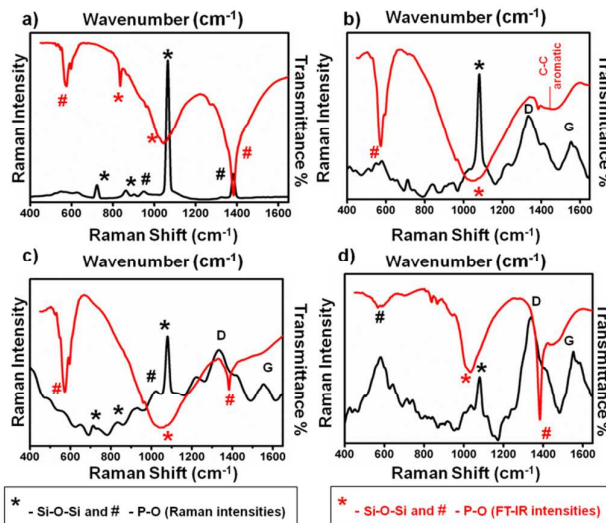 a)
Wavenumber (cm-1)
Raman Intensity
Transmittance %
* * * * * # # # #
400 600 800 1000 1200 1400 1600
Raman Shift (cm-1)
b)
Wavenumber (cm-1)
Raman Intensity
Transmittance %
C-C
aromatic
* D G
# *
400 600 800 1000 1200 1400 1600
Raman Shift (cm-1)
c)
Wavenumber (cm-1)
Raman Intensity
Transmittance %
* D
# * * # # G
*
400 600 800 1000 1200 1400 1600
Raman Shift (cm-1)
d)
Wavenumber (cm-1)
Raman Intensity
Transmittance %
# D G
* * #
400 600 800 1000 1200 1400 1600
Raman Shift (cm-1)
* - Si-O-Si and # - P-O (Raman intensities)
* - Si-O-Si and # - P-O (FT-IR intensities)